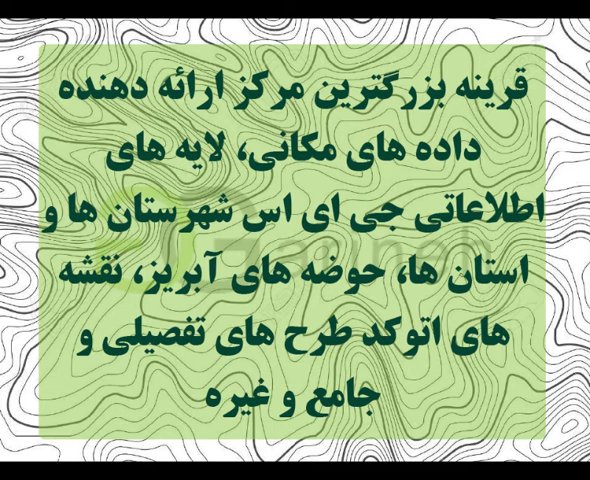 قرینه بزرگترین مرکز ارائه دهنده
داده های مکانی، لایه های
اطلاعاتی جی ای اس شهرستان ها و
استان ها، حوضه های آبریز، نقشه
های اتوکد طرح های تفصیلی و
جامع و غیره